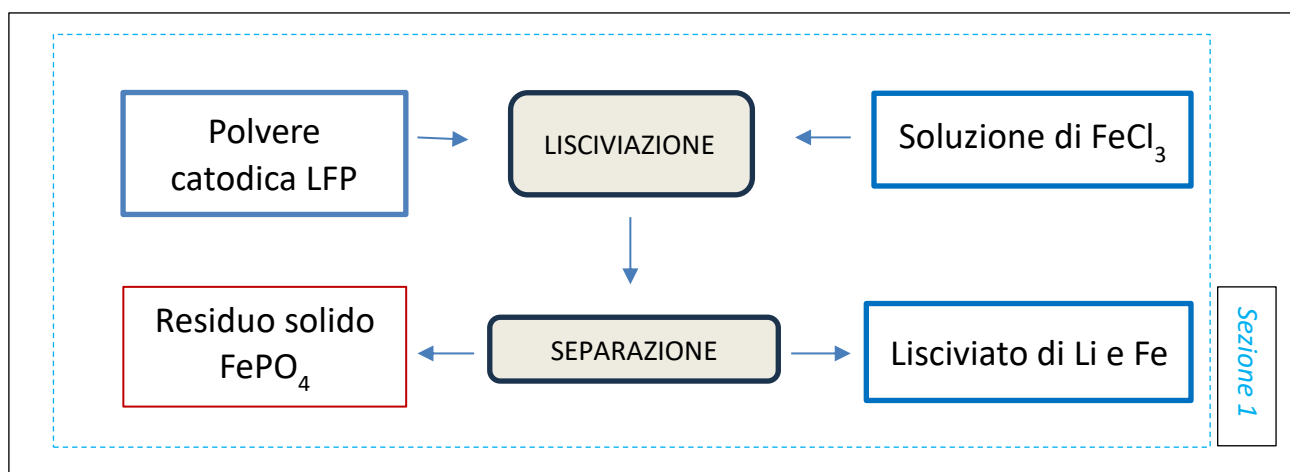 Polvere
catodica LFP
LISCIVIAZIONE
Soluzione di FeCl₃
Residuo solido
FePO₄
SEPARAZIONE
Lisciviato di Li e Fe
Sezione 1